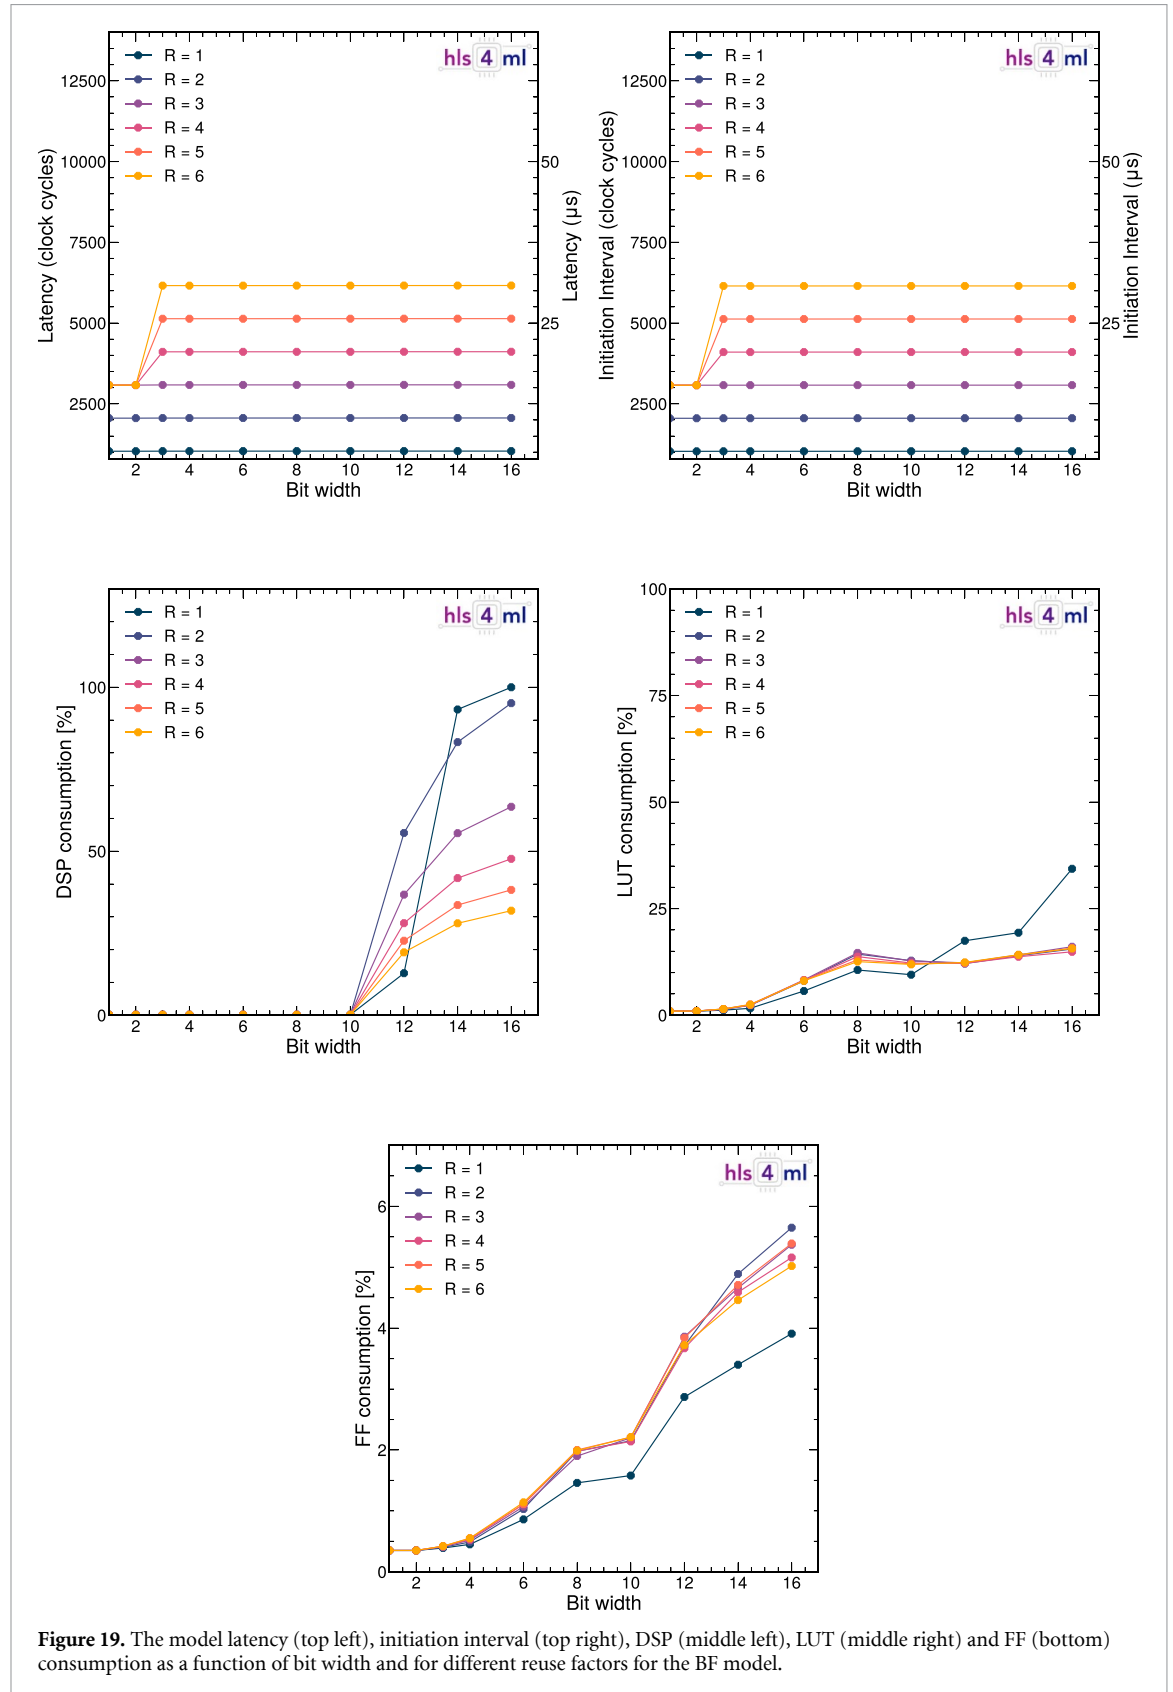 R = 1
R = 2
R = 3
R = 4
R = 5
R = 6
hls 4 ml
12500
10000
7500
5000
2500
50
25
2 4 6 8 10 12 14 16
Latency (clock cycles)
Latency (μs)
Bit width
R = 1
R = 2
R = 3
R = 4
R = 5
R = 6
hls 4 ml
12500
10000
7500
5000
2500
50
25
2 4 6 8 10 12 14 16
Initiation Interval (clock cycles)
Initiation Interval (μs)
Bit width
R = 1
R = 2
R = 3
R = 4
R = 5
R = 6
hls 4 ml
100
50
0
2 4 6 8 10 12 14 16
DSP consumption [%]
Bit width
R = 1
R = 2
R = 3
R = 4
R = 5
R = 6
hls 4 ml
100
75
50
25
0
2 4 6 8 10 12 14 16
LUT consumption [%]
Bit width
R = 1
R = 2
R = 3
R = 4
R = 5
R = 6
hls 4 ml
6
4
2
0
2 4 6 8 10 12 14 16
FF consumption [%]
Bit width
Figure 19. The model latency (top left), initiation interval (top right), DSP (middle left), LUT (middle right) and FF (bottom)
consumption as a function of bit width and for different reuse factors for the BF model.